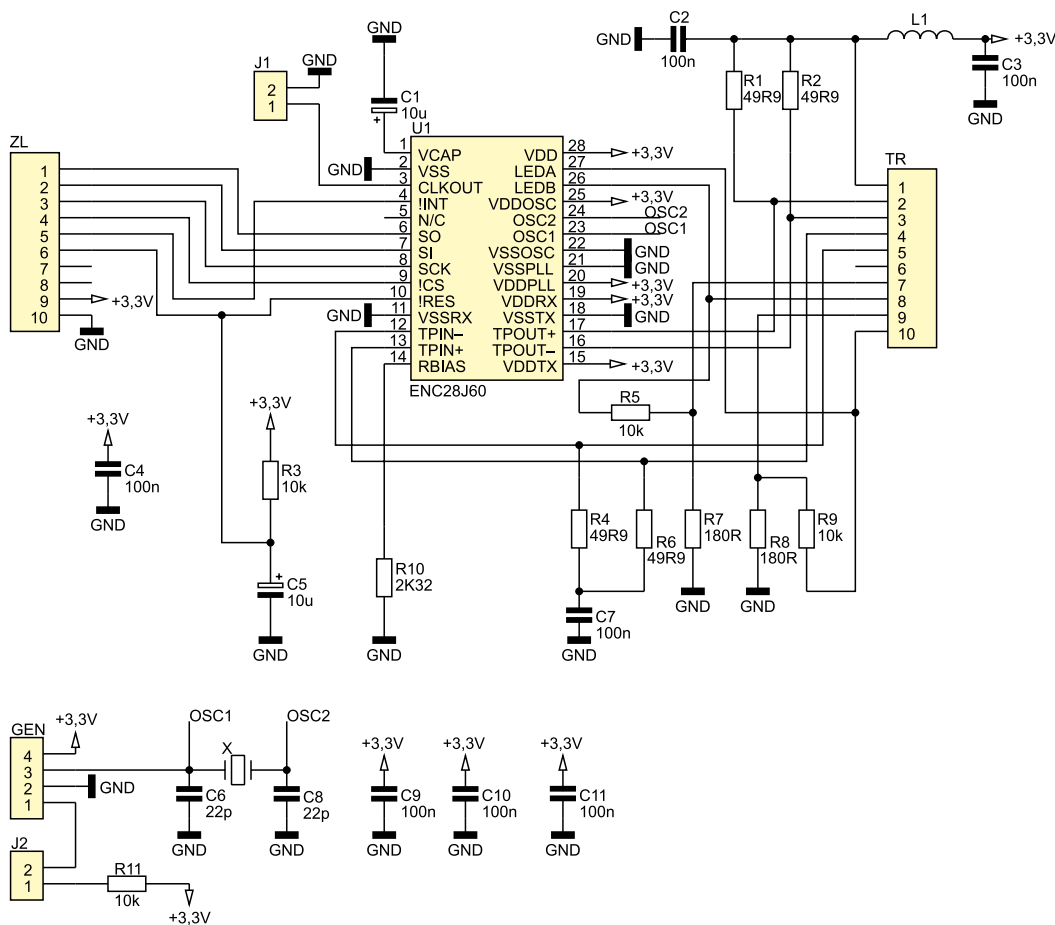 GND
C2
100n
GND
L1
+3,3V
C3
100n
GND
R1
49R9
R2
49R9
J1
2
1
GND
C1
10u
+
U1
ZL
1
2
3
4
5
6
7
8
9
10
+3,3V
GND
GND
GND
1 VCAP
2 VSS
3 CLKOUT
4 !INT
5 N/C
6 SO
7 SI
8 SCK
9 !CS
10 !RES
11 VSSRX
12 TPIN–
13 TPIN+
14 RBIAS
VDD 28 +3,3V
LEDA 27
LEDB 26
VDDOSC 25 +3,3V
OSC2 24 OSC2
OSC1 23 OSC1
VSSOSC 22 GND
VSSPLL 21 GND
VDDPLL 20 +3,3V
VDDRX 19 +3,3V
VSSTX 18 GND
TPOUT+ 17
TPOUT– 16
VDDTX 15 +3,3V
ENC28J60
TR
1
2
3
4
5
6
7
8
9
10
R5
10k
+3,3V
C4
100n
GND
+3,3V
R3
10k
+
C5
10u
GND
R10
2K32
GND
R4
49R9
R6
49R9
C7
100n
GND
R7
180R
GND
R8
180R
GND
R9
10k
GEN
4
3
2
1
+3,3V
GND
OSC1
X
OSC2
C6
22p
GND
C8
22p
GND
+3,3V
C9
100n
GND
+3,3V
C10
100n
GND
+3,3V
C11
100n
GND
J2
2
1
R11
10k
+3,3V